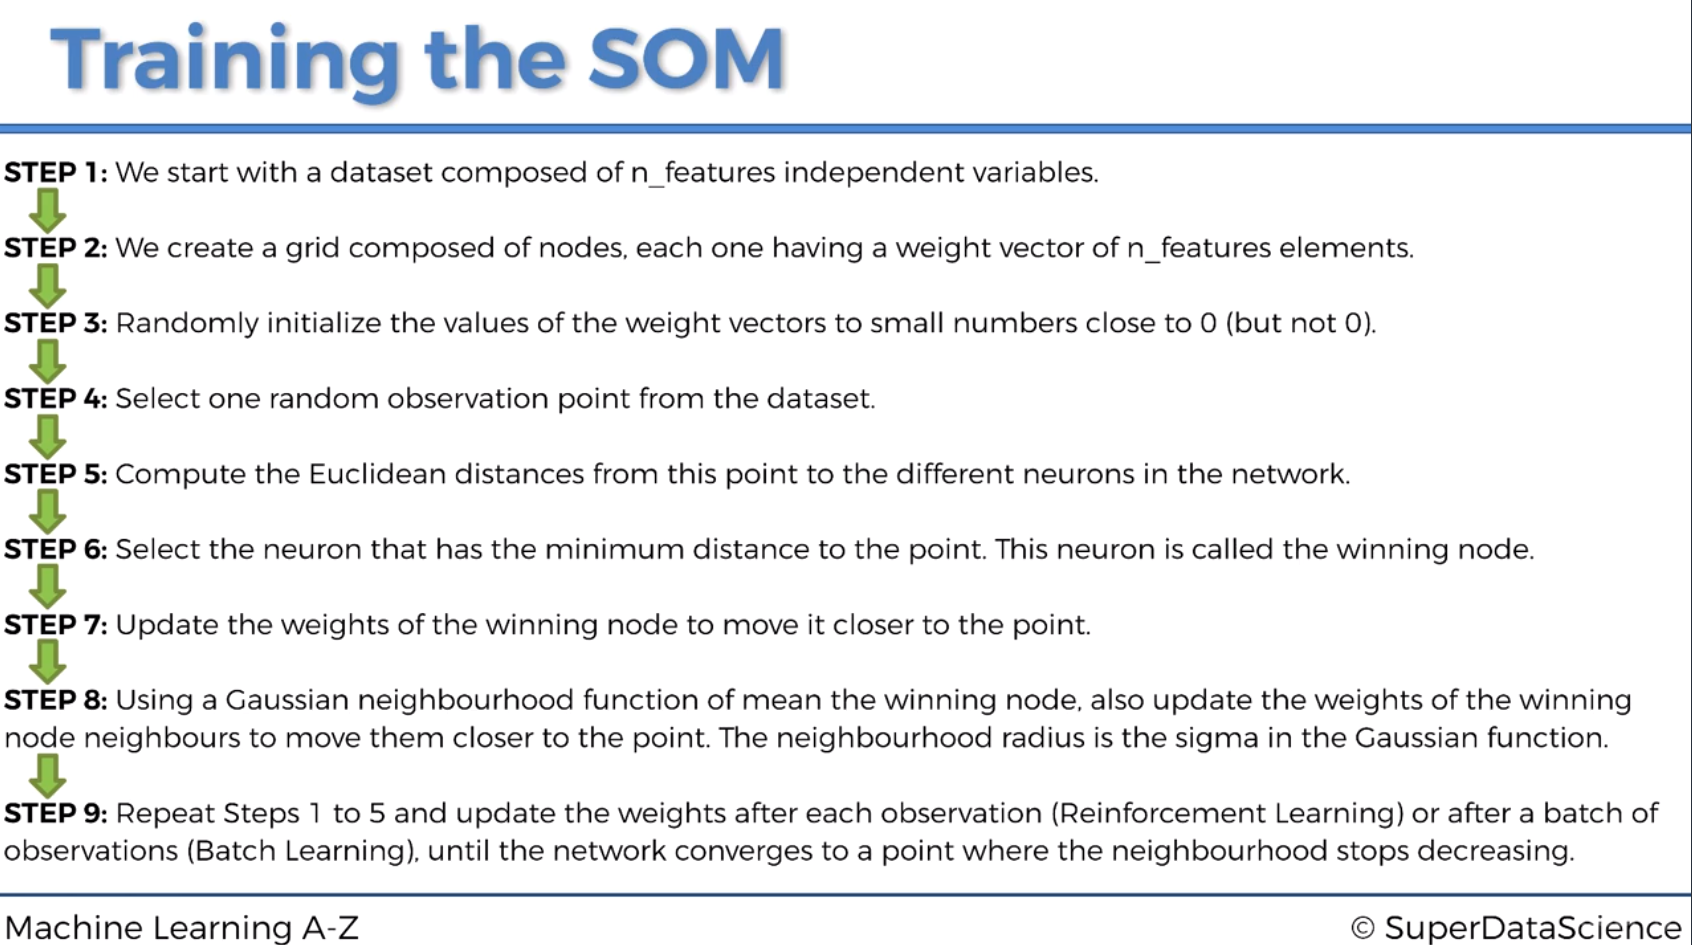 Training the SOM
STEP 1: We start with a dataset composed of n_features independent variables.
STEP 2: We create a grid composed of nodes, each one having a weight vector of n_features elements.
STEP 3: Randomly initialize the values of the weight vectors to small numbers close to 0 (but not 0).
STEP 4: Select one random observation point from the dataset.
STEP 5: Compute the Euclidean distances from this point to the different neurons in the network.
STEP 6: Select the neuron that has the minimum distance to the point. This neuron is called the winning node.
STEP 7: Update the weights of the winning node to move it closer to the point.
STEP 8: Using a Gaussian neighbourhood function of mean the winning node, also update the weights of the winning
node neighbours to move them closer to the point. The neighbourhood radius is the sigma in the Gaussian function.
STEP 9: Repeat Steps 1 to 5 and update the weights after each observation (Reinforcement Learning) or after a batch of
observations (Batch Learning), until the network converges to a point where the neighbourhood stops decreasing.
Machine Learning A-Z
© SuperDataScience